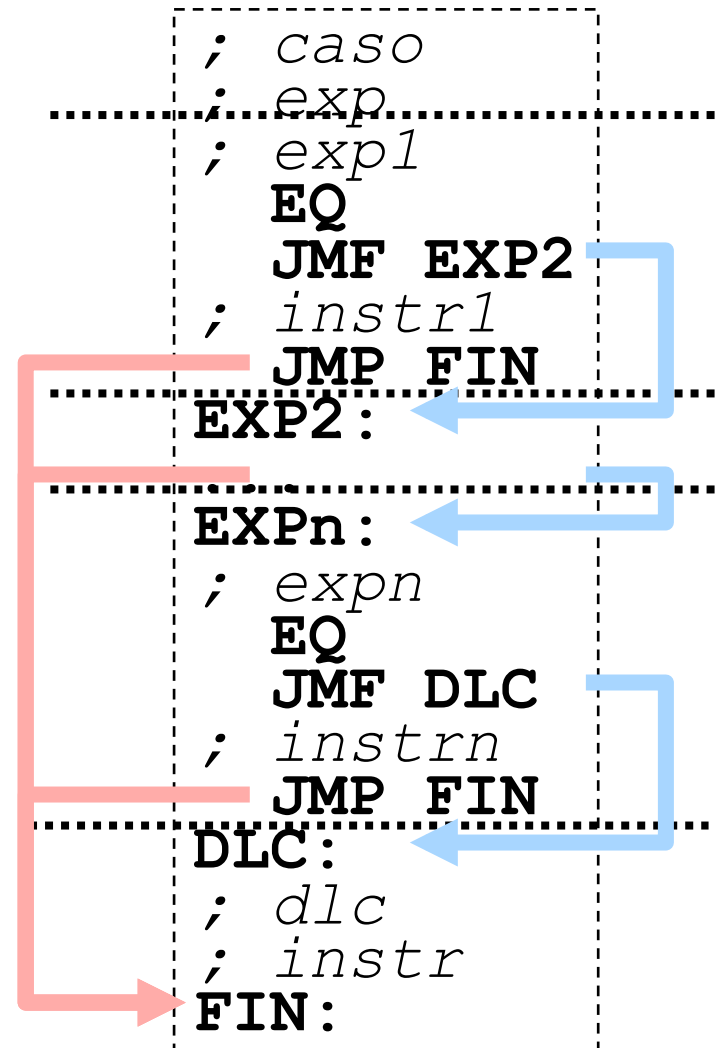 ; caso
; exp
; exp1
EQ
JMF EXP2
; instr1
JMP FIN
EXP2:
...
EXPn:
; expn
EQ
JMF DLC
; instrn
JMP FIN
DLC:
; dlc
; instr
FIN: